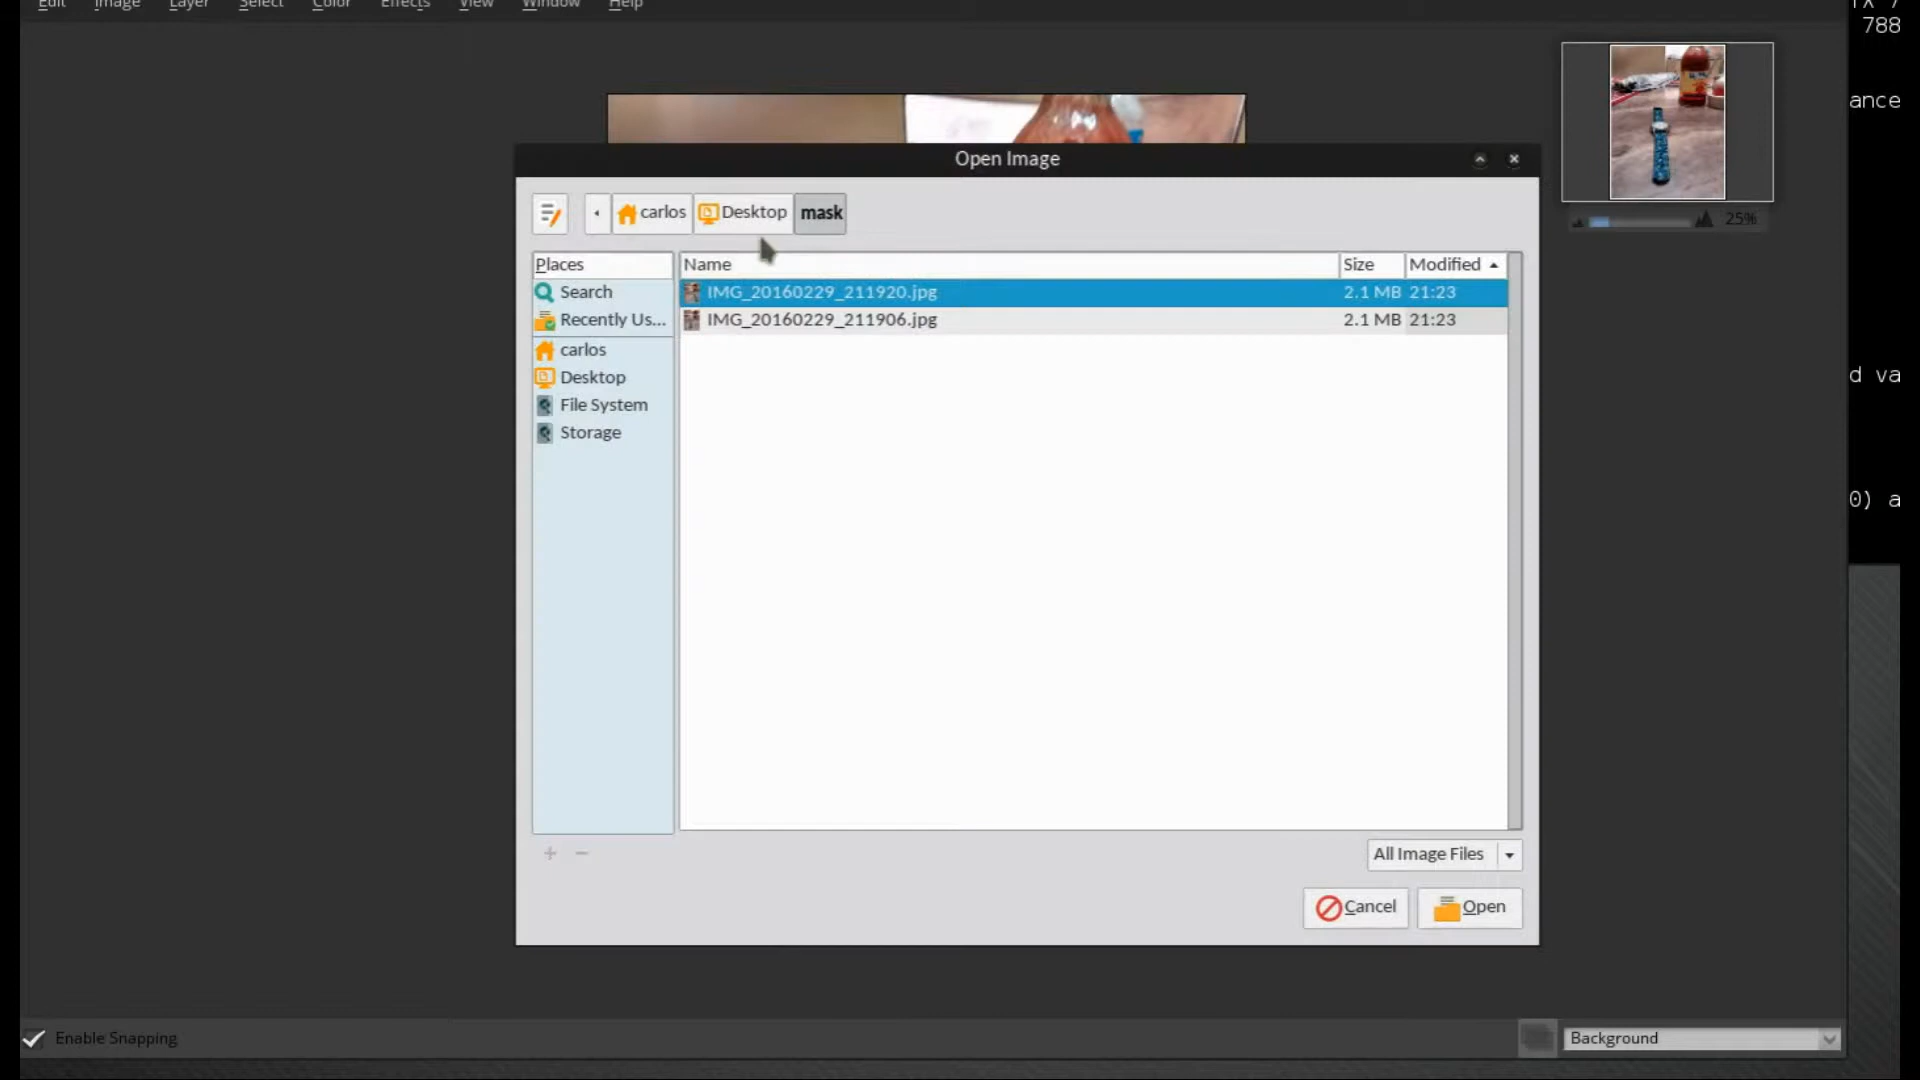 Edit Image Layer Select Color Effects View Window Help
788
ance
25%
d va
0) a
Open Image
carlos Desktop mask
Places
Search
Recently Us...
carlos
Desktop
File System
Storage
Name Size Modified
IMG_20160229_211920.jpg 2.1 MB 21:23
IMG_20160229_211906.jpg 2.1 MB 21:23
All Image Files
Cancel Open
Enable Snapping
Background